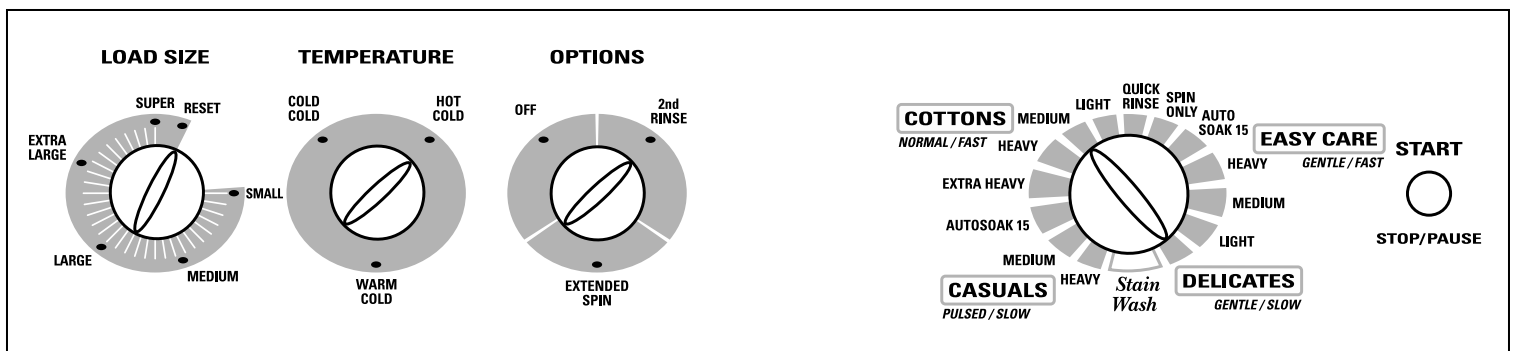 LOAD SIZE
SUPER
RESET
EXTRA
LARGE
SMALL
LARGE
MEDIUM
TEMPERATURE
COLD
COLD
HOT
COLD
WARM
COLD
OPTIONS
OFF
2nd
RINSE
EXTENDED
SPIN
COTTONS
NORMAL / FAST
MEDIUM
LIGHT
QUICK
RINSE
SPIN
ONLY
AUTO
SOAK 15
HEAVY
EXTRA HEAVY
AUTOSOAK 15
MEDIUM
HEAVY
CASUALS
PULSED / SLOW
Stain
Wash
EASY CARE
GENTLE / FAST
HEAVY
MEDIUM
LIGHT
DELICATES
GENTLE / SLOW
START
STOP/PAUSE